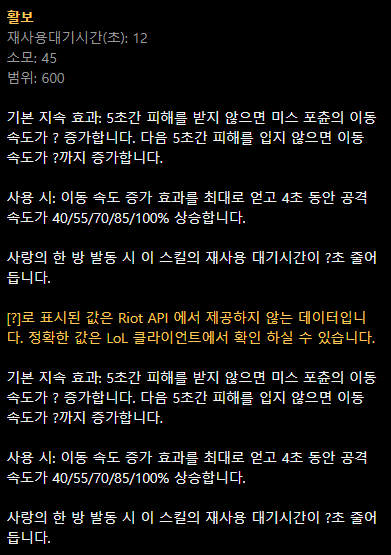 활보
재사용대기시간(초): 12
소모: 45
범위: 600
기본 지속 효과: 5초간 피해를 받지 않으면 미스 포츈의 이동
속도가 ? 증가합니다. 다음 5초간 피해를 입지 않으면 이동
속도가 ?까지 증가합니다.
사용 시: 이동 속도 증가 효과를 최대로 얻고 4초 동안 공격
속도가 40/55/70/85/100% 상승합니다.
사랑의 한 방 발동 시 이 스킬의 재사용 대기시간이 ?초 줄어
듭니다.
[?]로 표시된 값은 Riot API 에서 제공하지 않는 데이터입니
다. 정확한 값은 LoL 클라이언트에서 확인 하실 수 있습니다.
기본 지속 효과: 5초간 피해를 받지 않으면 미스 포츈의 이동
속도가 ? 증가합니다. 다음 5초간 피해를 입지 않으면 이동
속도가 ?까지 증가합니다.
사용 시: 이동 속도 증가 효과를 최대로 얻고 4초 동안 공격
속도가 40/55/70/85/100% 상승합니다.
사랑의 한 방 발동 시 이 스킬의 재사용 대기시간이 ?초 줄어
듭니다.